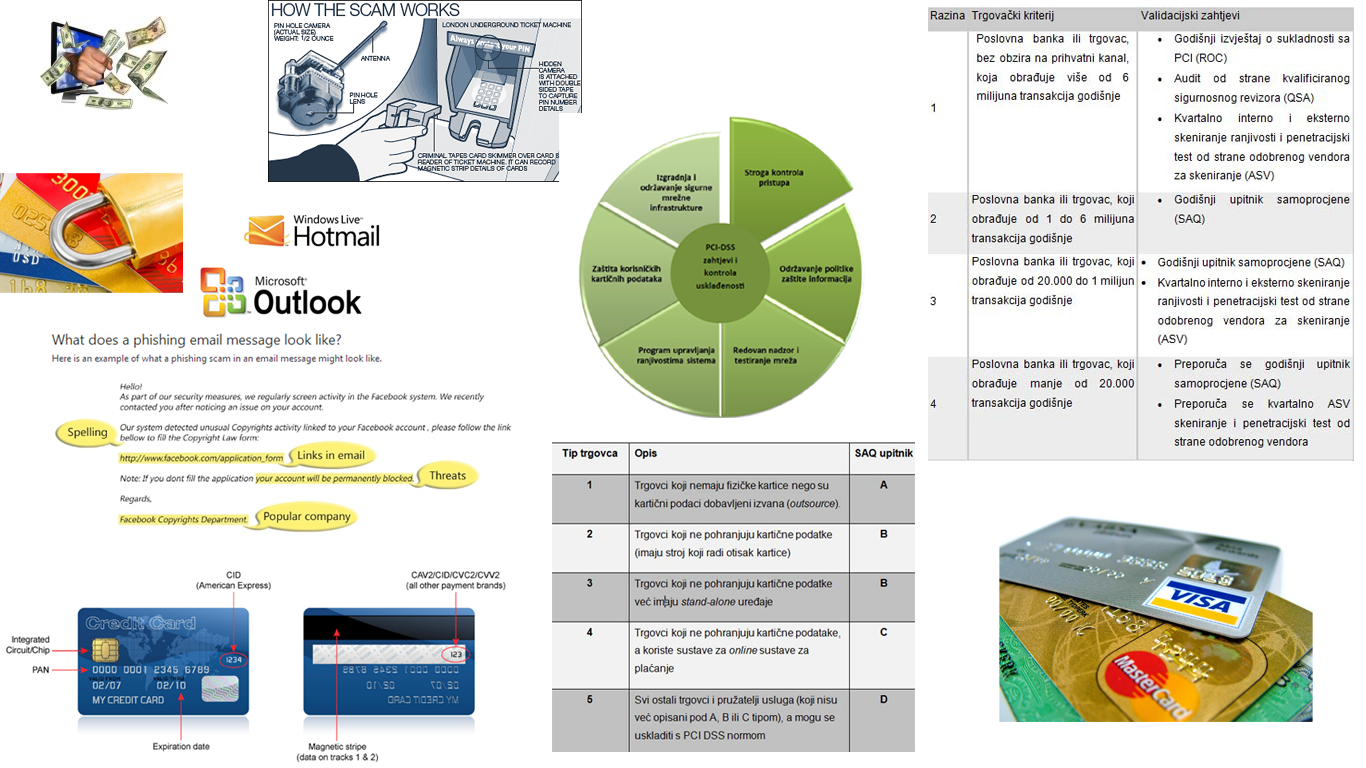 HOW THE SCAM WORKS
PIN HOLE CAMERA
(ACTUAL SIZE)
WEIGHT: 1/2 OUNCE
ANTENNA
PIN HOLE
LENS
LONDON UNDERGROUND TICKET MACHINE
Always your PIN
HIDDEN
CAMERA
IS ATTACHED
WITH DOUBLE
SIDED TAPE
TO CAPTURE
PIN NUMBER
DETAILS
CRIMINAL TAPES CARD SKIMMER OVER CARD
READER OF TICKET MACHINE. IT CAN RECORD
MAGNETIC STRIP DETAILS OF CARDS
Windows Live™
Hotmail
Microsoft®
Outlook
What does a phishing email message look like?
Here is an example of what a phishing scam in an email message might look like.
Hello!
As part of our security measures, we regularly screen activity in the Facebook system. We recently
contacted you after noticing an issue on your account.
Spelling
Our system detected unusual Copyrights activity linked to your Facebook account , please follow the link
bellow to fill the Copyright Law form:
http://www.facebook.com/application_form
Links in email
Note: If you dont fill the application your account will be permanently blocked.
Threats
Regards,
Facebook Copyrights Department.
Popular company
CID
(American Express)
Integrated
Circuit/Chip
PAN
Credit Card
1234
0000 0001 2345 6789
02/07
02/10
MY CREDIT CARD
Expiration date
CAV2/CID/CVC2/CVV2
(all other payment brands)
123
Magnetic stripe
(data on tracks 1 & 2)
Izgradnja i
održavanje sigurne
mrežne
infrastrukture
Stroga kontrola
pristupa
Zaštita korisničkih
kartičnih podataka
PCI-DSS
zahtjevi i
kontrola
usklađenosti
Održavanje politike
zaštite informacija
Program upravljanja
ranjivostima sistema
Redovan nadzor i
testiranje mreža
Tip trgovca Opis SAQ upitnik
1 Trgovci koji nemaju fizičke kartice nego su A
kartični podaci dobavljeni izvana (outsource).
2 Trgovci koji ne pohranjuju kartične podatke B
(imaju stroj koji radi otisak kartice)
3 Trgovci koji ne pohranjuju kartične podatke B
već imaju stand-alone uređaje
4 Trgovci koji ne pohranjuju kartične podatake, C
a koriste sustave za online sustave za
plaćanje
5 Svi ostali trgovci i pružatelji usluga (koji nisu D
već opisani pod A, B ili C tipom), a mogu se
uskladiti s PCI DSS normom
Razina Trgovački kriterij Validacijski zahtjevi
1
Poslovna banka ili trgovac,
bez obzira na prihvatni kanal,
koja obrađuje više od 6
milijuna transakcija godišnje
• Godišnji izvještaj o sukladnosti sa
PCI (ROC)
• Audit od strane kvalificiranog
sigurnosnog revizora (QSA)
• Kvartalno interno i eksterno
skeniranje ranjivosti i penetracijski
test od strane odobrenog vendora
za skeniranje (ASV)
2
Poslovna banka ili trgovac, koji
obrađuje od 1 do 6 milijuna
transakcija godišnje
• Godišnji upitnik samoprocjene
(SAQ)
3
Poslovna banka ili trgovac, koji
obrađuje od 20.000 do 1 milijun
transakcija godišnje
• Godišnji upitnik samoprocjene (SAQ)
• Kvartalno interno i eksterno skeniranje
ranjivosti i penetracijski test od strane
odobrenog vendora za skeniranje
(ASV)
4
Poslovna banka ili trgovac, koji
obrađuje manje od 20.000
transakcija godišnje
• Preporuča se godišnji upitnik
samoprocjene (SAQ)
• Preporuča se kvartalno ASV
skeniranje i penetracijski test od
strane odobrenog vendora
VISA
MasterCard